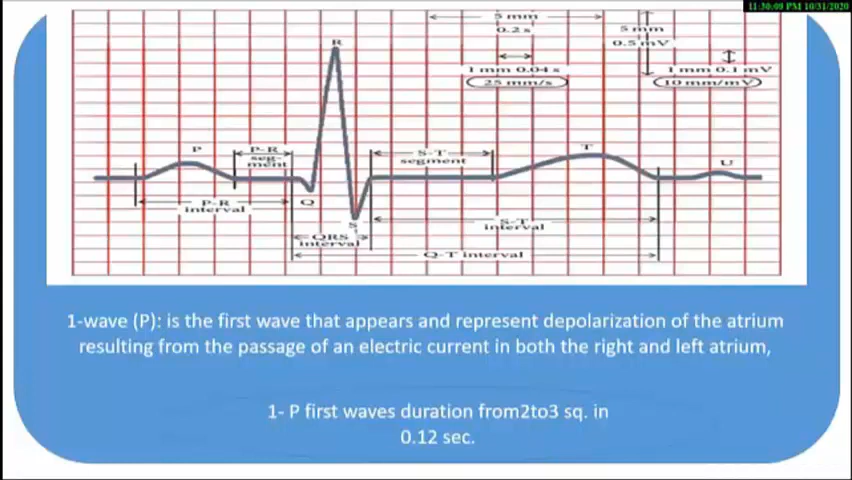 11:30:09 PM 10/31/2020
5 mm
0.2 s
5 mm
0.5 mV
R
1 mm 0.04 s
25 mm/s
1 mm 0.1 mV
10 mm/mV
P
P-R
seg-
ment
S-T
segment
T
U
Q
P-R
interval
S
QRS
interval
S-T
interval
Q-T interval
1-wave (P): is the first wave that appears and represent depolarization of the atrium
resulting from the passage of an electric current in both the right and left atrium,
1- P first waves duration from2to3 sq. in
0.12 sec.